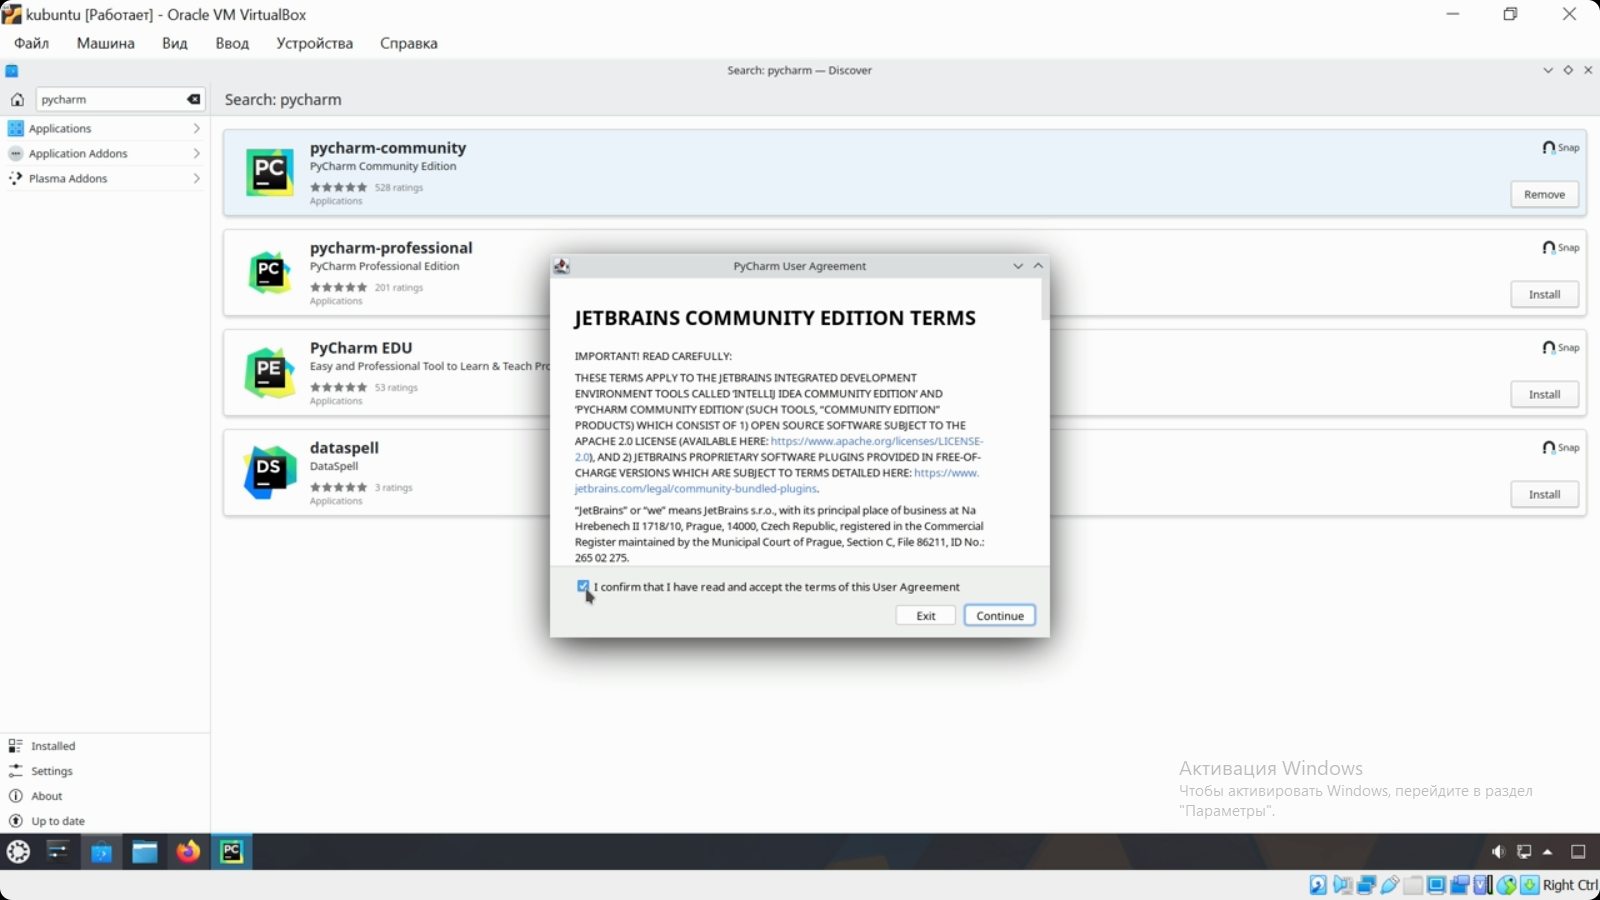 kubuntu [Работает] - Oracle VM VirtualBox
Файл Машина Вид Ввод Устройства Справка
Search: pycharm — Discover
pycharm
Search: pycharm
Applications
Application Addons
Plasma Addons
pycharm-community
PyCharm Community Edition
528 ratings
Applications
Snap
Remove
pycharm-professional
PyCharm Professional Edition
201 ratings
Applications
Snap
Install
PyCharm EDU
Easy and Professional Tool to Learn & Teach Pro
53 ratings
Applications
Snap
Install
dataspell
DataSpell
3 ratings
Applications
Snap
Install
PC
PC
PE
DS
PyCharm User Agreement
JETBRAINS COMMUNITY EDITION TERMS
IMPORTANT! READ CAREFULLY:
THESE TERMS APPLY TO THE JETBRAINS INTEGRATED DEVELOPMENT
ENVIRONMENT TOOLS CALLED 'INTELLIJ IDEA COMMUNITY EDITION' AND
'PYCHARM COMMUNITY EDITION' (SUCH TOOLS, "COMMUNITY EDITION"
PRODUCTS) WHICH CONSIST OF 1) OPEN SOURCE SOFTWARE SUBJECT TO THE
APACHE 2.0 LICENSE (AVAILABLE HERE: https://www.apache.org/licenses/LICENSE-
2.0), AND 2) JETBRAINS PROPRIETARY SOFTWARE PLUGINS PROVIDED IN FREE-OF-
CHARGE VERSIONS WHICH ARE SUBJECT TO TERMS DETAILED HERE: https://www.
jetbrains.com/legal/community-bundled-plugins.
"JetBrains" or "we" means JetBrains s.r.o., with its principal place of business at Na
Hrebenech II 1718/10, Prague, 14000, Czech Republic, registered in the Commercial
Register maintained by the Municipal Court of Prague, Section C, File 86211, ID No.:
265 02 275.
I confirm that I have read and accept the terms of this User Agreement
Exit Continue
Installed
Settings
About
Up to date
Активация Windows
Чтобы активировать Windows, перейдите в раздел
"Параметры".
PC
Right Ctrl